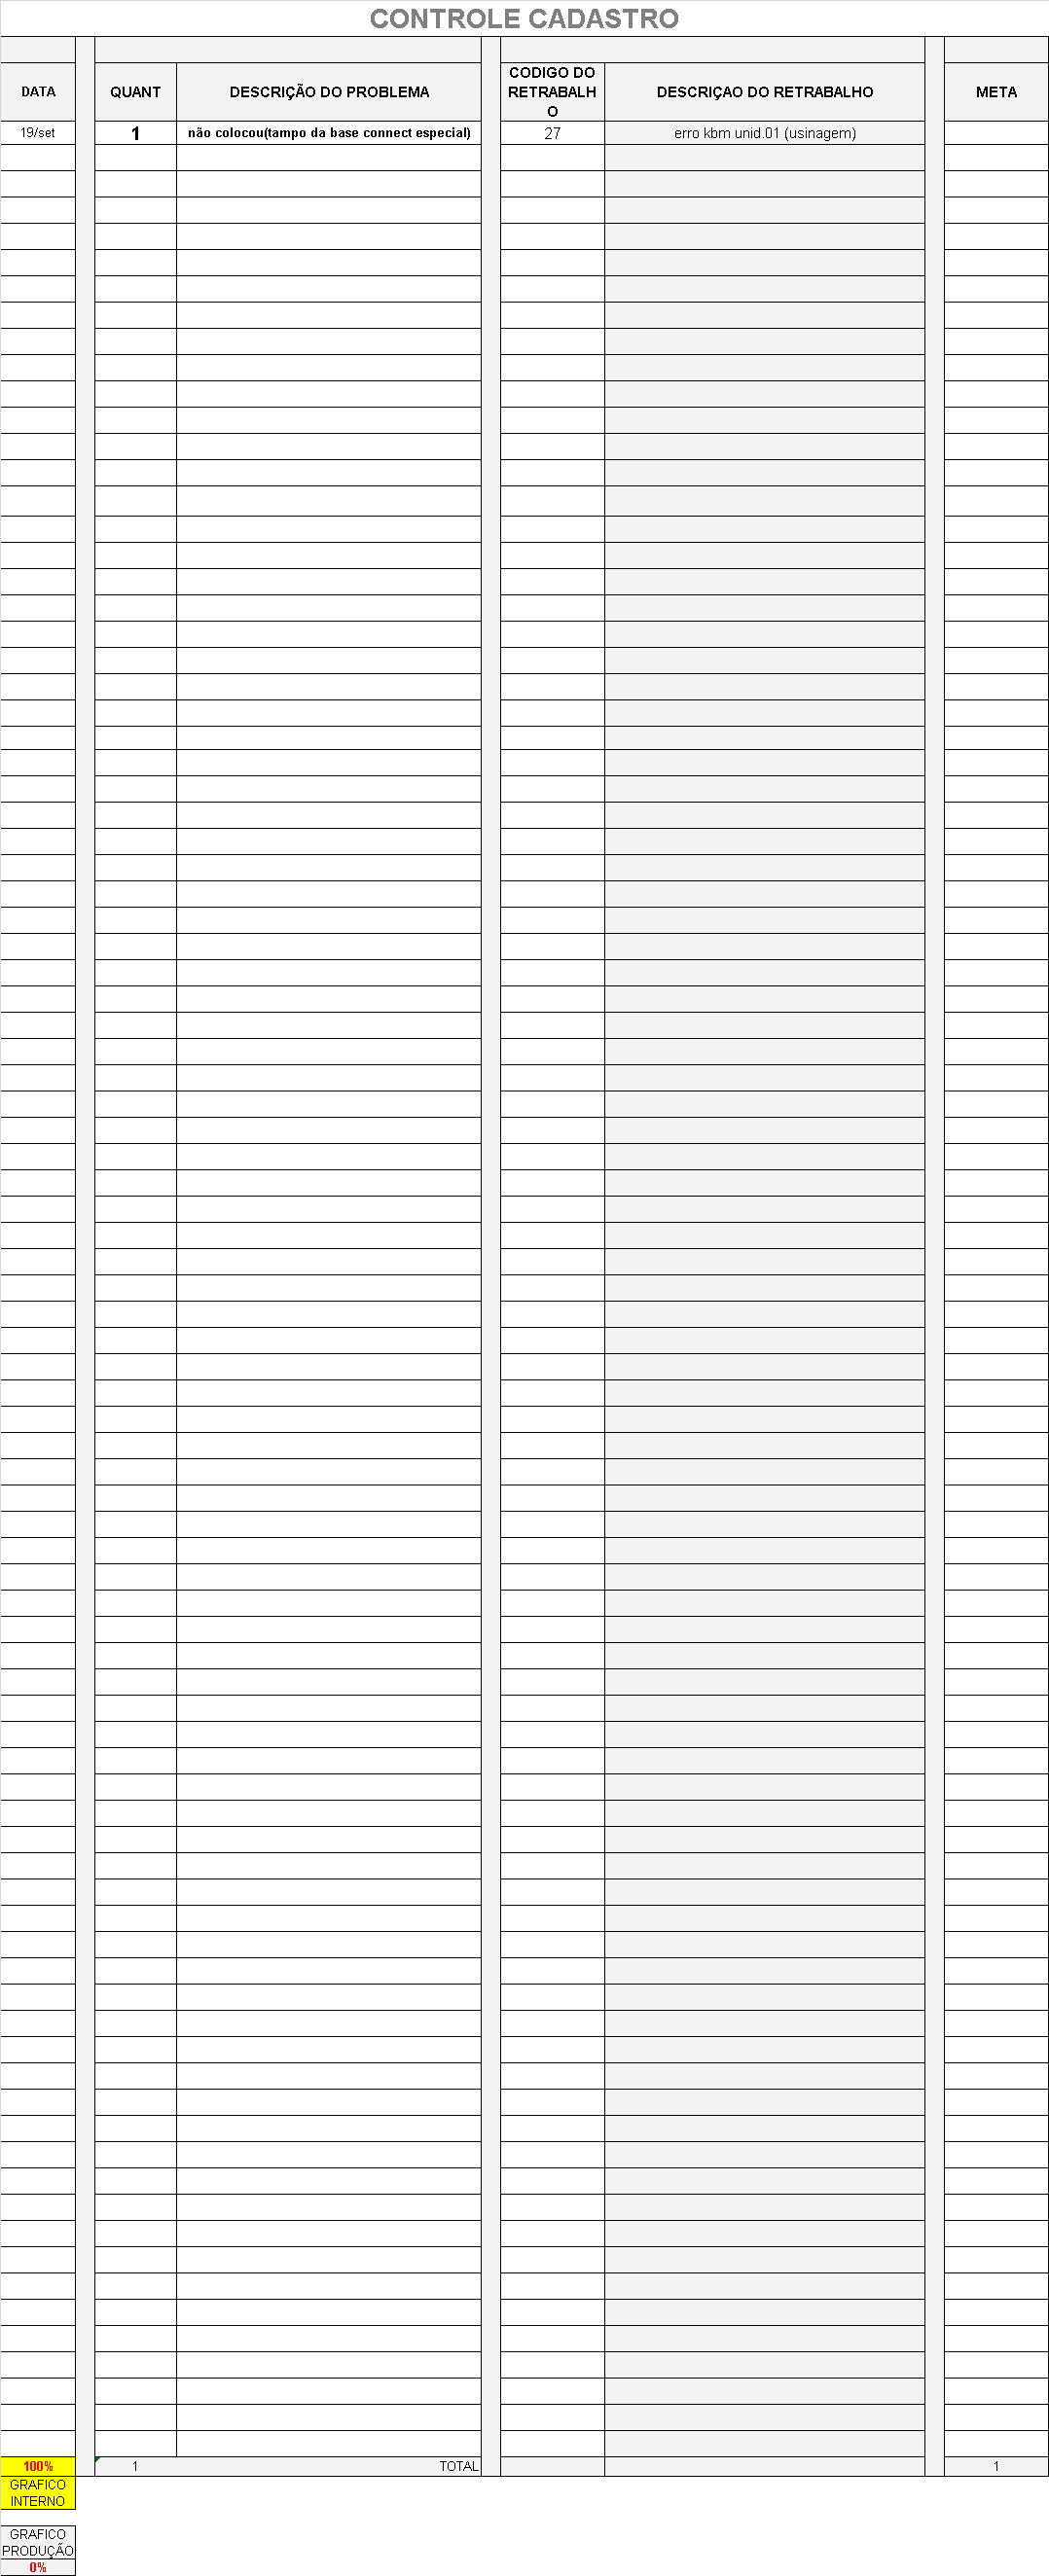 CONTROLE CADASTRO
DATA
QUANT
DESCRIÇÃO DO PROBLEMA
CODIGO DO
RETRABALH
O
DESCRIÇAO DO RETRABALHO
META
19/set
1
não colocou(tampo da base connect especial)
27
erro kbm unid.01 (usinagem)
100%
1
TOTAL
1
GRAFICO
INTERNO
GRAFICO
PRODUÇÃO
0%